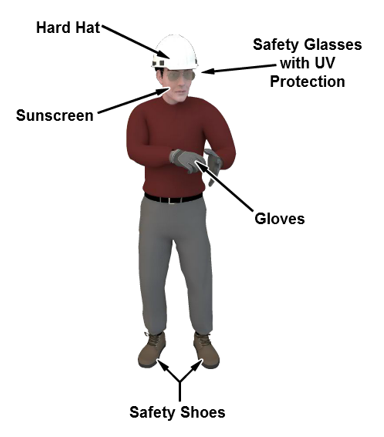 Hard Hat
Safety Glasses
with UV
Protection
Sunscreen
Gloves
Safety Shoes